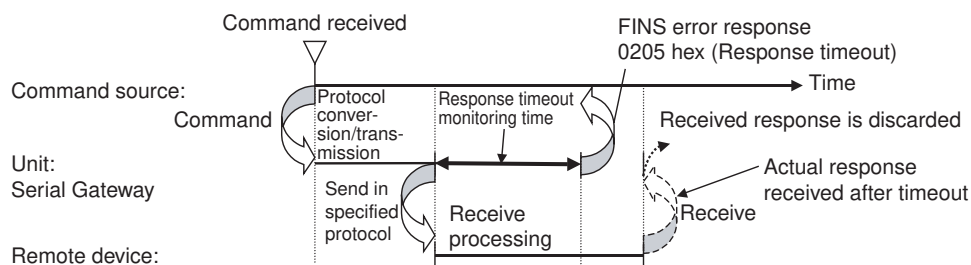 Command received
FINS error response
0205 hex (Response timeout)
Time
Command source:
Protocol
conver-
sion/trans-
mission
Response timeout
monitoring time
Command
Received response is discarded
Unit:
Serial Gateway
Actual response
received after timeout
Send in
specified
protocol
Receive
processing
Receive
Remote device: